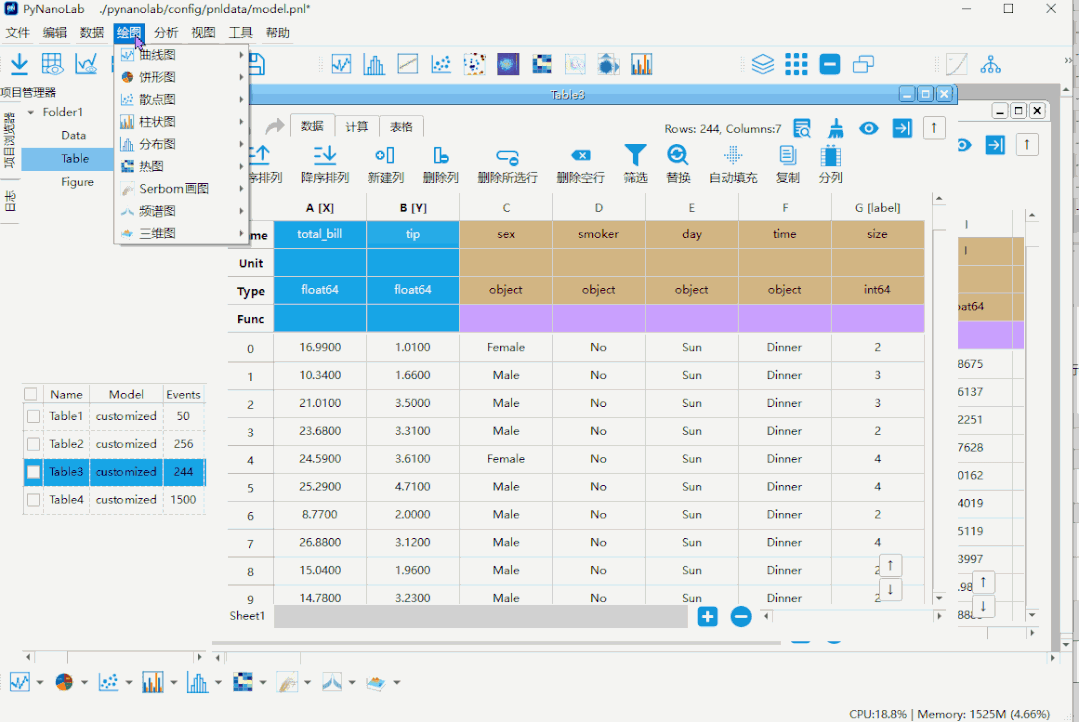 PyNanoLab ./pynanolab/config/pnldata/model.pnl*
文件 编辑 数据 绘图 分析 视图 工具 帮助
曲线图
饼形图
散点图
柱状图
分布图
热图
Serbom画图
频谱图
三维图
项目管理器
项目浏览器
日志
Folder1
Data
Table
Figure
Name Model Events
Table1 customized 50
Table2 customized 256
Table3 customized 244
Table4 customized 1500
Table3
数据 计算 表格
Rows: 244, Columns:7
序排列 降序排列 新建列 删除列 删除所选行 删除空行 筛选 替换 自动填充 复制 分列
A [X] B [Y] C D E F G [label]
me total_bill tip sex smoker day time size
Unit
Type float64 float64 object object object object int64
Func
0 16.9900 1.0100 Female No Sun Dinner 2
1 10.3400 1.6600 Male No Sun Dinner 3
2 21.0100 3.5000 Male No Sun Dinner 3
3 23.6800 3.3100 Male No Sun Dinner 2
4 24.5900 3.6100 Female No Sun Dinner 4
5 25.2900 4.7100 Male No Sun Dinner 4
6 8.7700 2.0000 Male No Sun Dinner 2
7 26.8800 3.1200 Male No Sun Dinner 4
8 15.0400 1.9600 Male No Sun Dinner 2
9 14.7800 3.2300 Male No Sun Dinner 2
Sheet1
I
I
at64
8675
6137
2251
7628
0162
4019
5119
3997
.98
888
CPU:18.8% | Memory: 1525M (4.66%)